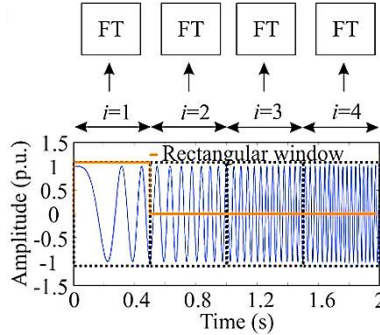 FT FT FT FT
i=1 i=2 i=3 i=4
Rectangular window
Amplitude (p.u.)
1.5
1
0.5
0
-0.5
-1
-1.5
0 0.4 0.8 1.2 1.6 2
Time (s)